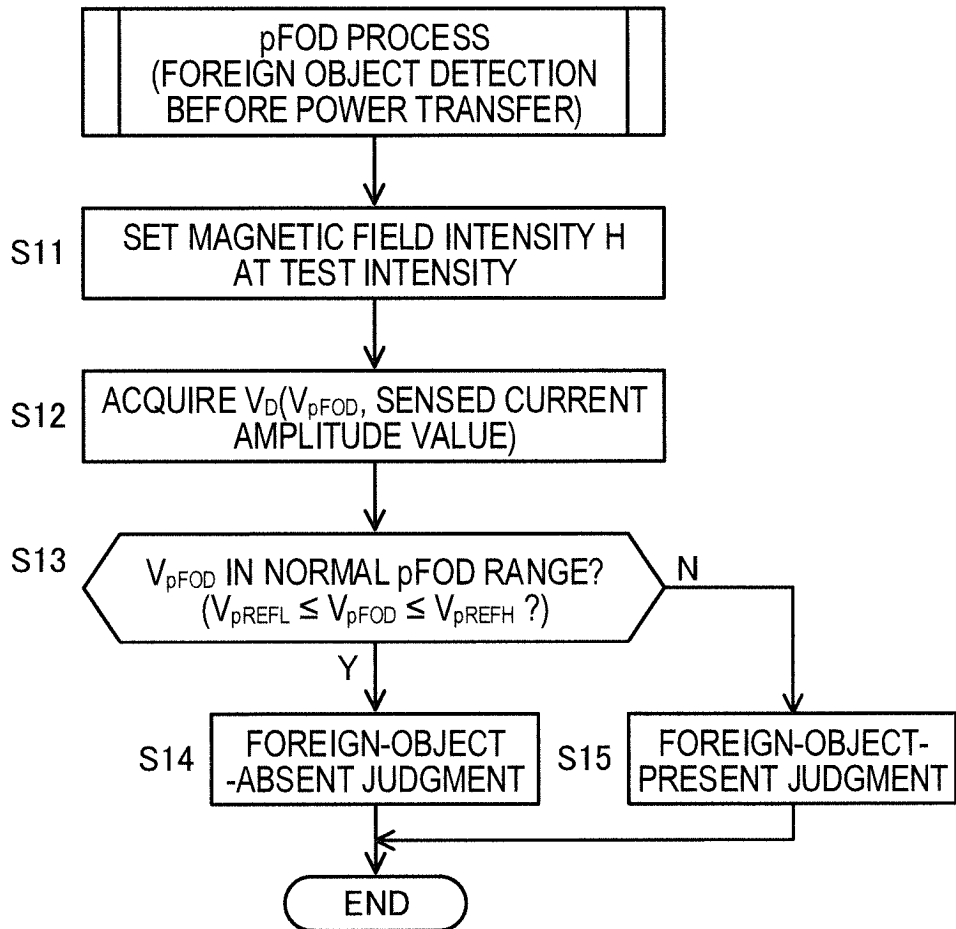 pFOD PROCESS
(FOREIGN OBJECT DETECTION
BEFORE POWER TRANSFER)
S11
SET MAGNETIC FIELD INTENSITY H
AT TEST INTENSITY
S12
ACQUIRE VD(VpFOD, SENSED CURRENT
AMPLITUDE VALUE)
S13
VpFOD IN NORMAL pFOD RANGE?
(VpREFL ≤ VpFOD ≤ VpREFH ?)
N
Y
S14
FOREIGN-OBJECT
-ABSENT JUDGMENT
S15
FOREIGN-OBJECT-
PRESENT JUDGMENT
END